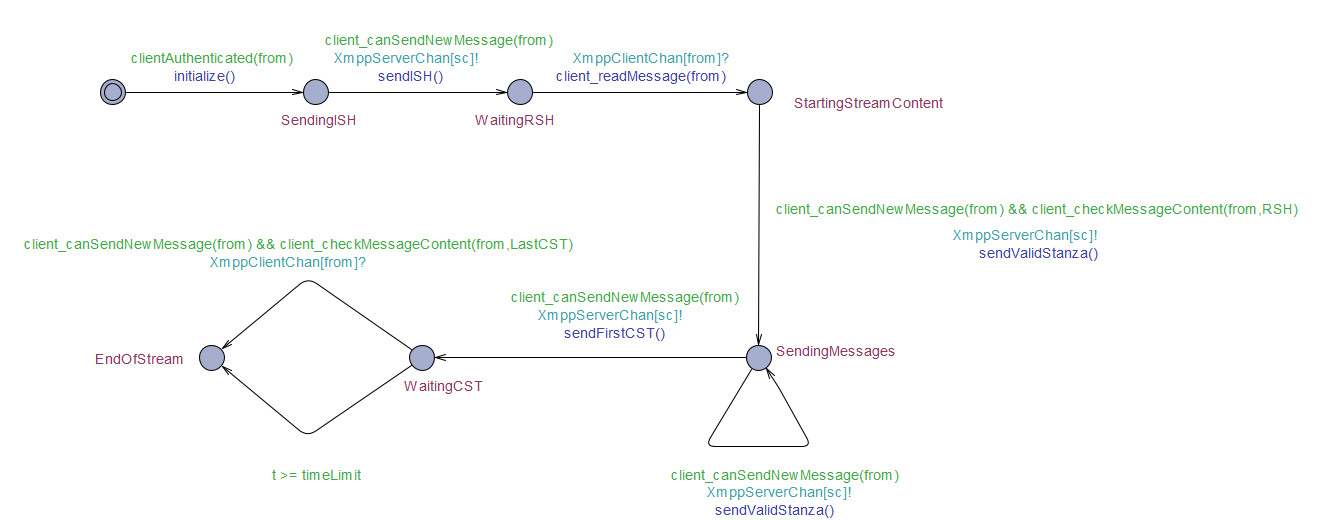 client_canSendNewMessage(from)
XmppServerChan[sc]!
sendISH()
clientAuthenticated(from)
initialize()
XmppClientChan[from]?
client_readMessage(from)
SendingISH
WaitingRSH
StartingStreamContent
client_canSendNewMessage(from) && client_checkMessageContent(from,RSH)
XmppServerChan[sc]!
sendValidStanza()
client_canSendNewMessage(from) && client_checkMessageContent(from,LastCST)
XmppClientChan[from]?
client_canSendNewMessage(from)
XmppServerChan[sc]!
sendFirstCST()
EndOfStream
WaitingCST
SendingMessages
t >= timeLimit
client_canSendNewMessage(from)
XmppServerChan[sc]!
sendValidStanza()